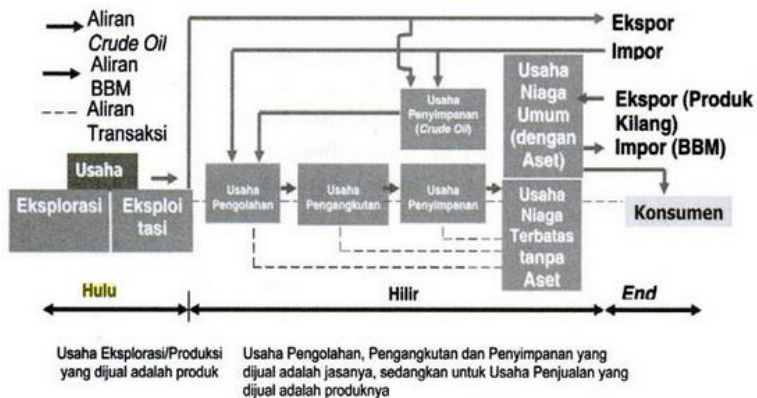 Aliran
Crude Oil
Aliran
BBM
Aliran
Transaksi
Ekspor
Impor
Usaha
Penyimpanan
(Crude Oil)
Usaha
Niaga
Umum
(dengan
Aset)
Ekspor (Produk
Kilang)
Impor (BBM)
Usaha
Eksplorasi
Eksploi
tasi
Usaha
Pengolahan
Usaha
Pengangkutan
Usaha
Penyimpanan
Usaha
Niaga
Terbatas
tanpa
Aset
Konsumen
Hulu
Hilir
End
Usaha Eksplorasi/Produksi
yang dijual adalah produk
Usaha Pengolahan, Pengangkutan dan Penyimpanan yang
dijual adalah jasanya, sedangkan untuk Usaha Penjualan yang
dijual adalah produknya